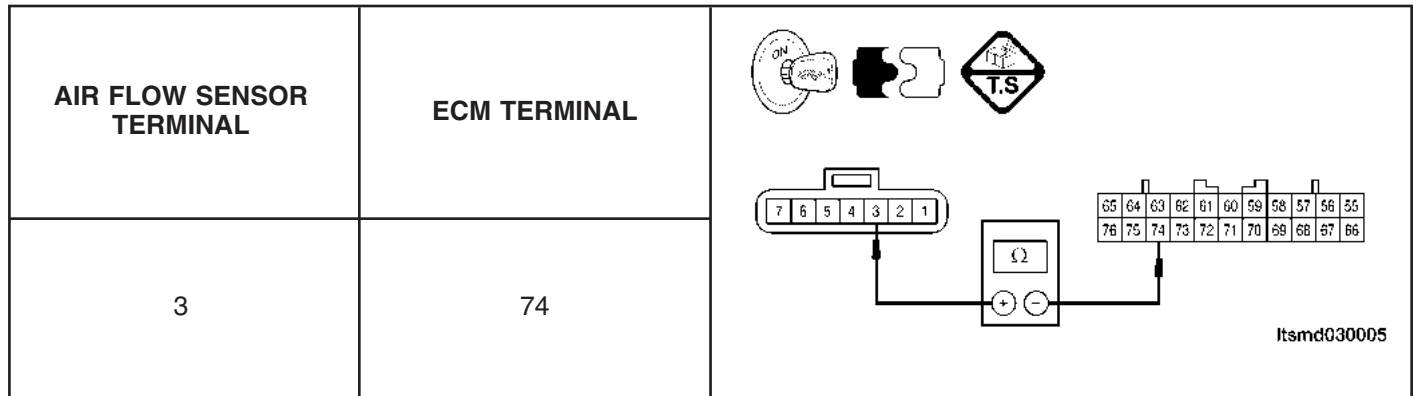 AIR FLOW SENSOR
TERMINAL
ECM TERMINAL
ON
T.S
7 6 5 4 3 2 1
65 64 63 62 61 60 59 58 57 56 55
76 75 74 73 72 71 70 69 68 67 66
Ω
+ −
3
74
ltsmd030005